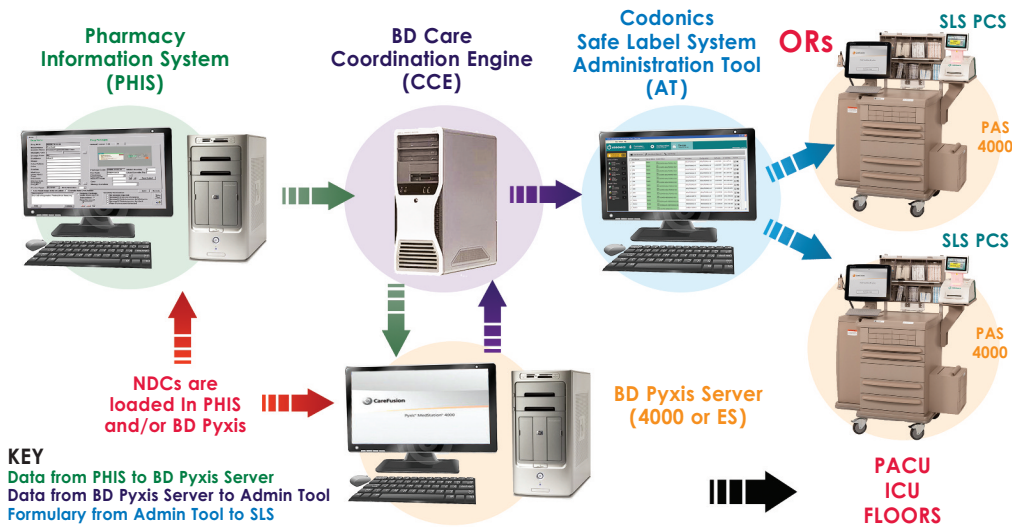 Pharmacy
Information System
(PHIS)
BD Care
Coordination Engine
(CCE)
Codonics
Safe Label System
Administration Tool
(AT)
ORs
SLS PCS
PAS
4000
SLS PCS
PAS
4000
NDCs are
loaded In PHIS
and/or BD Pyxis
CareFusion
Pyxis® MedStation® 4000
BD Pyxis Server
(4000 or ES)
PACU
ICU
FLOORS
KEY
Data from PHIS to BD Pyxis Server
Data from BD Pyxis Server to Admin Tool
Formulary from Admin Tool to SLS